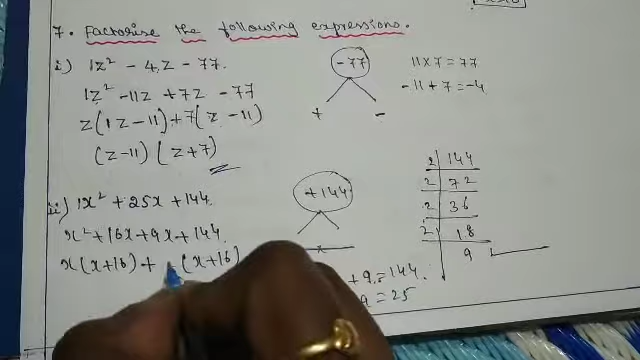 7. Factorise the following expressions.
i) 1z² - 4z - 77.
1z² - 11z + 7z - 77
z(1z - 11) + 7(z - 11)
(z-11) (z+7)
-77
+ -
11 x 7 = 77
- 11 + 7 = -4
ii) 1x² + 25x + 144.
x² + 16x + 9x + 144.
x(x+16) + (x+16)
+144
+ 9 = 144.
= 25
2 144
2 72
2 36
2 18
9